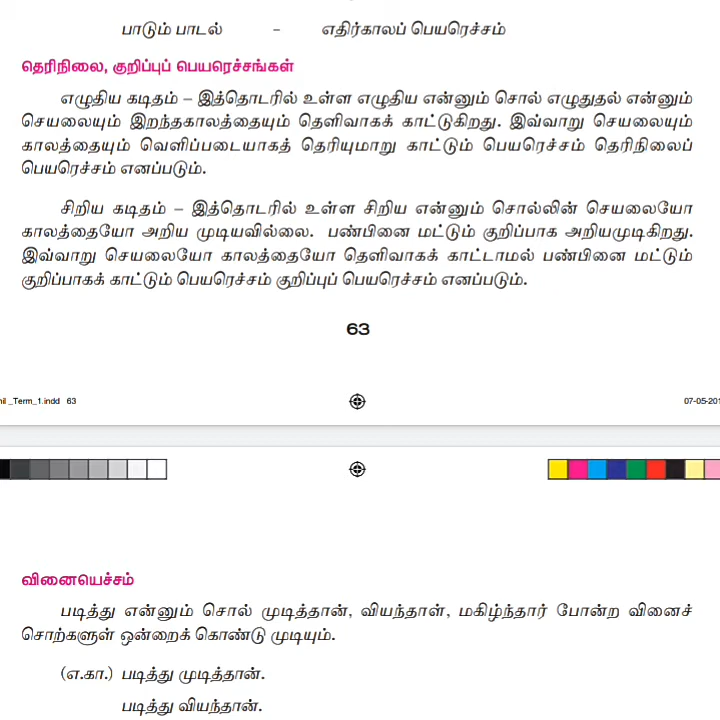 பாடும் பாடல் – எதிர்காலப் பெயரெச்சம்
தெரிநிலை, குறிப்புப் பெயரெச்சங்கள்
எழுதிய கடிதம் – இத்தொடரில் உள்ள எழுதிய என்னும் சொல் எழுதுதல் என்னும்
செயலையும் இறந்தகாலத்தையும் தெளிவாகக் காட்டுகிறது. இவ்வாறு செயலையும்
காலத்தையும் வெளிப்படையாகத் தெரியுமாறு காட்டும் பெயரெச்சம் தெரிநிலைப்
பெயரெச்சம் எனப்படும்.
சிறிய கடிதம் – இத்தொடரில் உள்ள சிறிய என்னும் சொல்லின் செயலையோ
காலத்தையோ அறிய முடியவில்லை. பண்பினை மட்டும் குறிப்பாக அறியமுடிகிறது.
இவ்வாறு செயலையோ காலத்தையோ தெளிவாகக் காட்டாமல் பண்பினை மட்டும்
குறிப்பாகக் காட்டும் பெயரெச்சம் குறிப்புப் பெயரெச்சம் எனப்படும்.
63
nil _Term_1.indd 63 07-05-201
வினையெச்சம்
படித்து என்னும் சொல் முடித்தான், வியந்தாள், மகிழ்ந்தார் போன்ற வினைச்
சொற்களுள் ஒன்றைக் கொண்டு முடியும்.
(எ.கா.) படித்து முடித்தான்.
படித்து வியந்தான்.